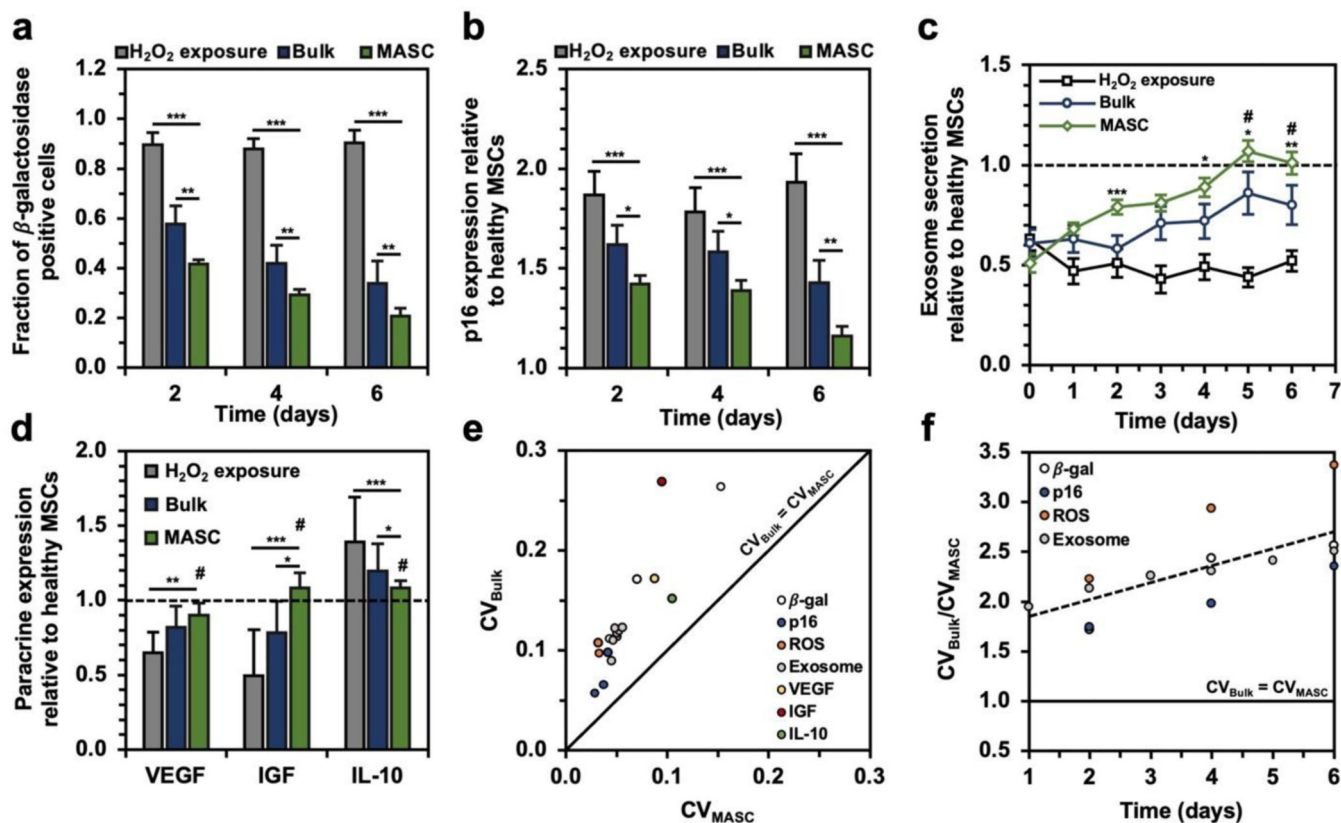 a
H₂O₂ exposure Bulk MASC
Fraction of β-galactosidase
positive cells
1.2
1.0
0.8
0.6
0.4
0.2
0.0
*** *** ***
** ** **
2 4 6
Time (days)
b
H₂O₂ exposure Bulk MASC
p16 expression relative
to healthy MSCs
2.5
2.0
1.5
1.0
*** *** ***
* * **
2 4 6
Time (days)
c
Exosome secretion
relative to healthy MSCs
1.5
1.0
0.5
0.0
H₂O₂ exposure
Bulk
MASC
# #
*** * * **
0 1 2 3 4 5 6 7
Time (days)
d
Paracrine expression
relative to healthy MSCs
2.0
1.5
1.0
0.5
0.0
H₂O₂ exposure
Bulk
MASC
** # *** * # *** * #
VEGF IGF IL-10
e
CV_Bulk
0.3
0.2
0.1
0.0
CV_Bulk = CV_MASC
β-gal
p16
ROS
Exosome
VEGF
IGF
IL-10
0.0 0.1 0.2 0.3
CV_MASC
f
CV_Bulk/CV_MASC
3.5
3.0
2.5
2.0
1.5
1.0
0.5
β-gal
p16
ROS
Exosome
CV_Bulk = CV_MASC
1 2 3 4 5 6
Time (days)